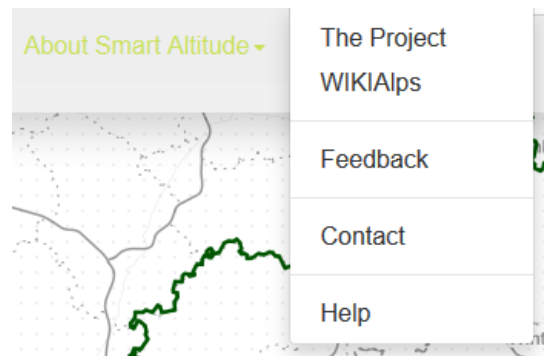 About Smart Altitude
The Project
WIKIAlps
Feedback
Contact
Help